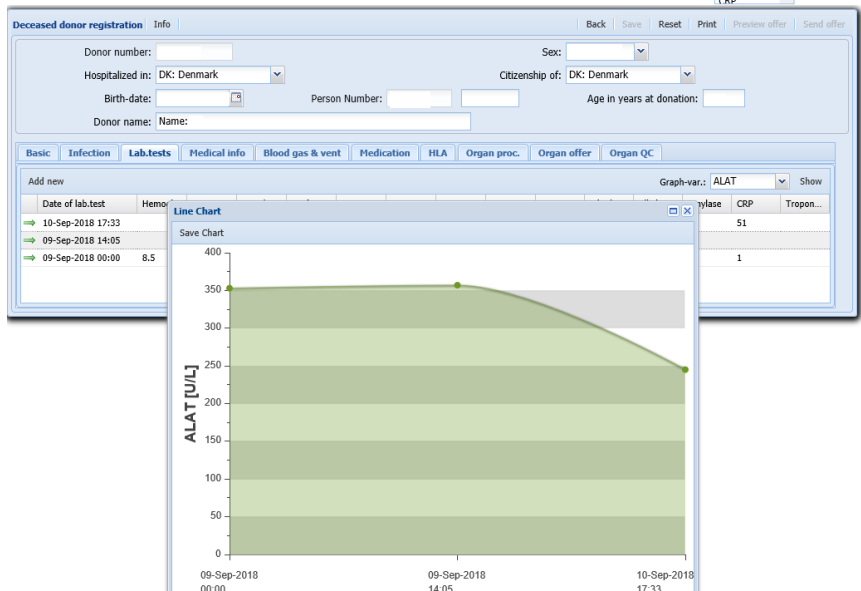 CRP
Deceased donor registration Info Back Save Reset Print Preview offer Send offer
Donor number: Sex:
Hospitalized in: DK: Denmark Citizenship of: DK: Denmark
Birth-date: Person Number: Age in years at donation:
Donor name: Name:
Basic Infection Lab.tests Medical info Blood gas & vent Medication HLA Organ proc. Organ offer Organ QC
Add new Graph-var.: ALAT Show
Date of lab.test CRP Tropon...
10-Sep-2018 17:33 51
09-Sep-2018 14:05
09-Sep-2018 00:00 8.5 1
Line Chart
Save Chart
400
350
300
250
200
150
100
50
0
ALAT [U/L]
09-Sep-2018 09-Sep-2018 10-Sep-2018
00:00 14:05 17:33